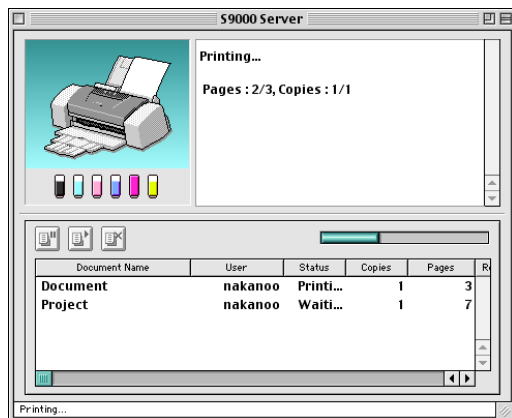 S9000 Server
Printing...
Pages : 2/3, Copies : 1/1
Document Name User Status Copies Pages Re
Document nakanoo Printi... 1 3
Project nakanoo Waiti... 1 7
Printing...